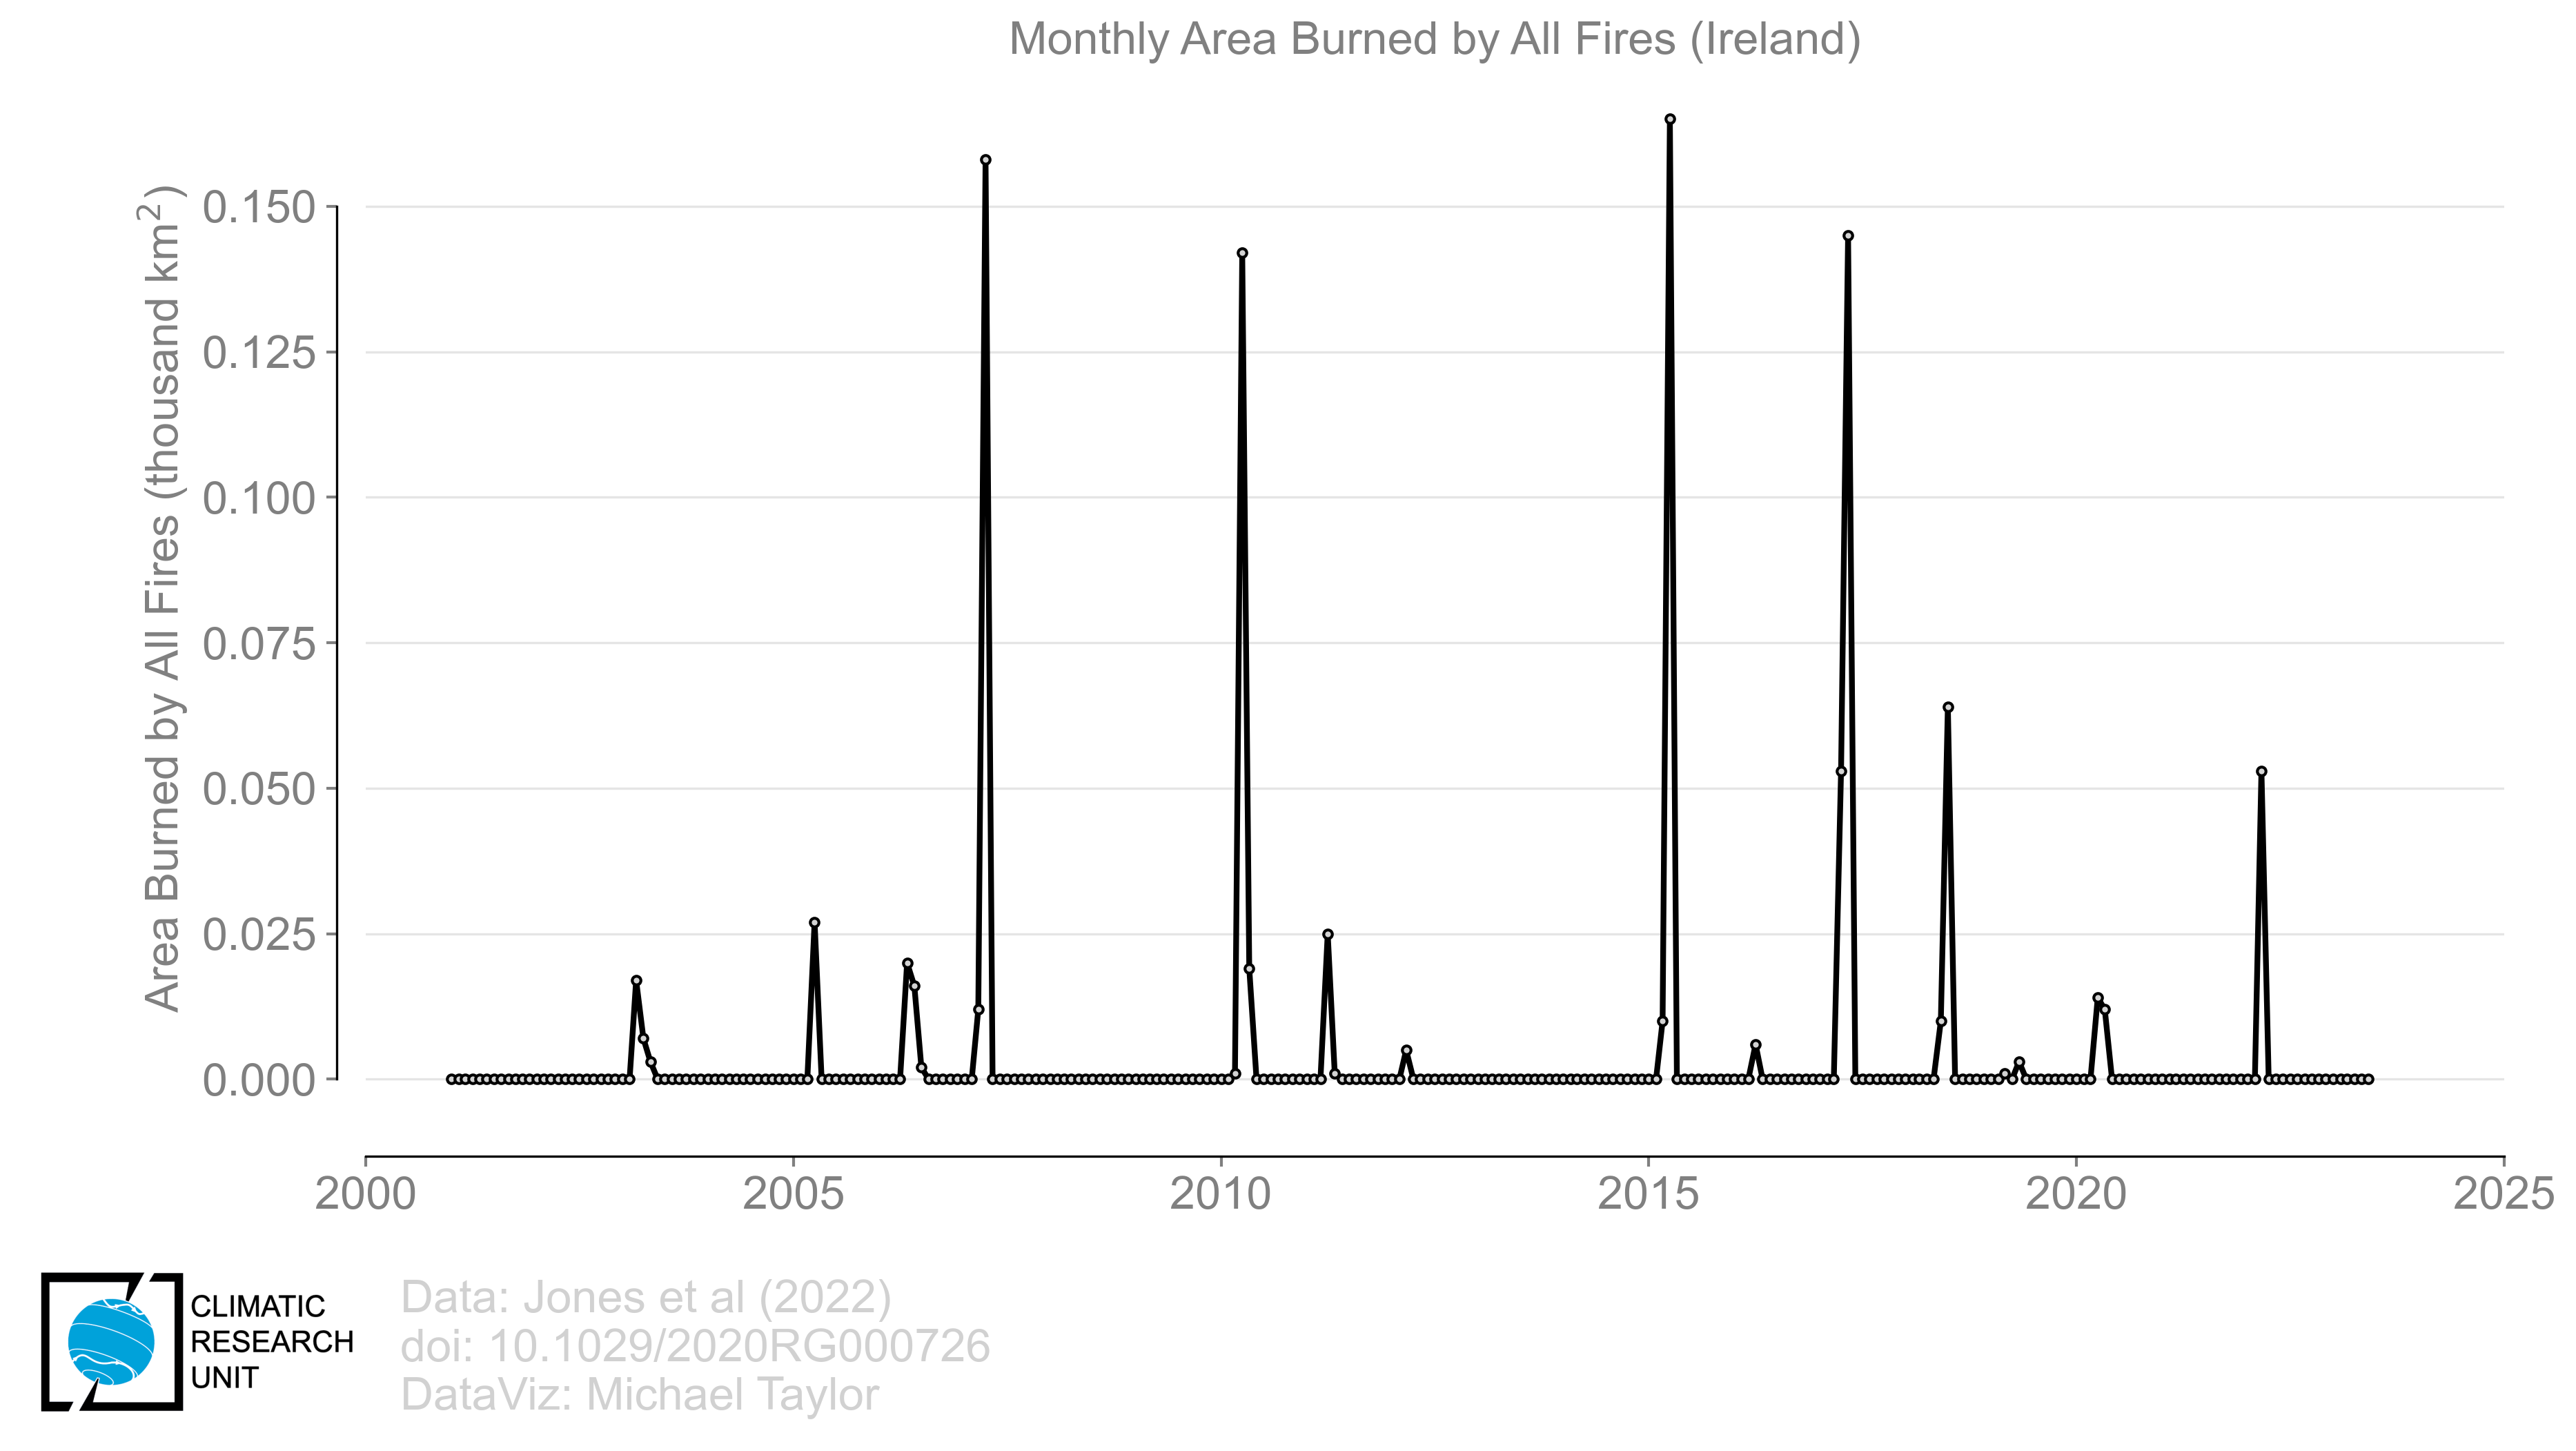 Monthly Area Burned by All Fires (Ireland)
Area Burned by All Fires (thousand km²)
0.150
0.125
0.100
0.075
0.050
0.025
0.000
2000
2005
2010
2015
2020
2025
CLIMATIC
RESEARCH
UNIT
Data: Jones et al (2022)
doi: 10.1029/2020RG000726
DataViz: Michael Taylor